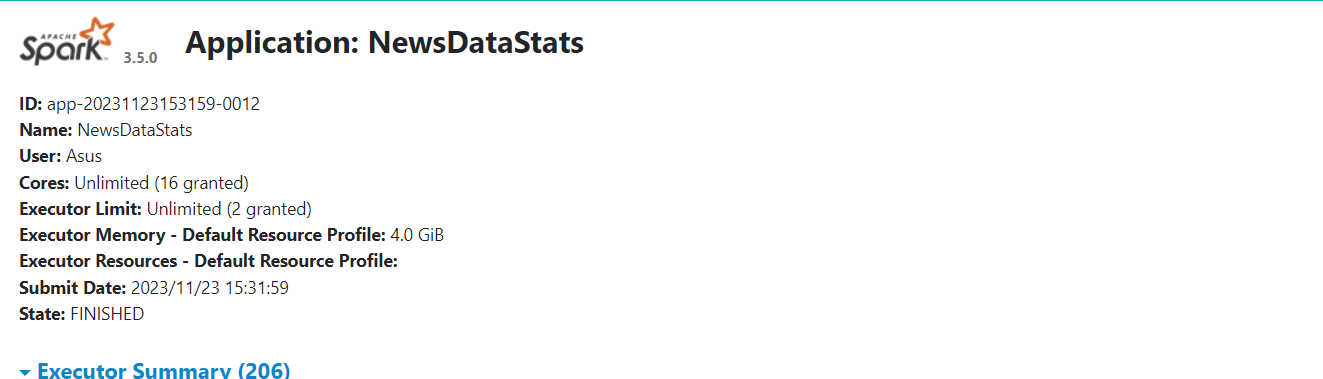 APACHE
Spark 3.5.0 Application: NewsDataStats
ID: app-20231123153159-0012
Name: NewsDataStats
User: Asus
Cores: Unlimited (16 granted)
Executor Limit: Unlimited (2 granted)
Executor Memory - Default Resource Profile: 4.0 GiB
Executor Resources - Default Resource Profile:
Submit Date: 2023/11/23 15:31:59
State: FINISHED
Executor Summary (206)